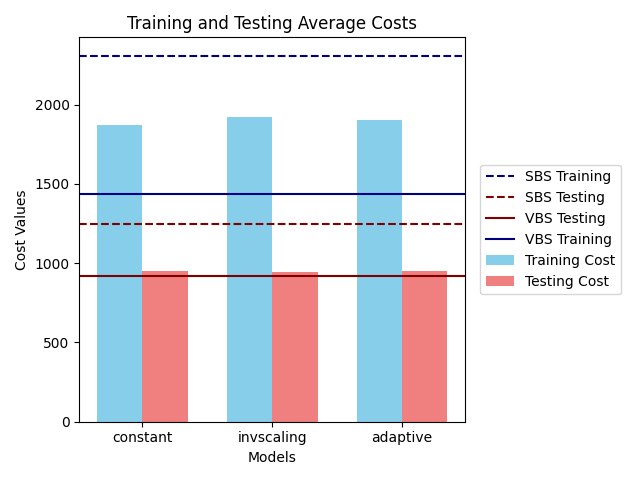 Training and Testing Average Costs
Cost Values
2000
1500
1000
500
0
constant
invscaling
adaptive
Models
SBS Training
SBS Testing
VBS Testing
VBS Training
Training Cost
Testing Cost